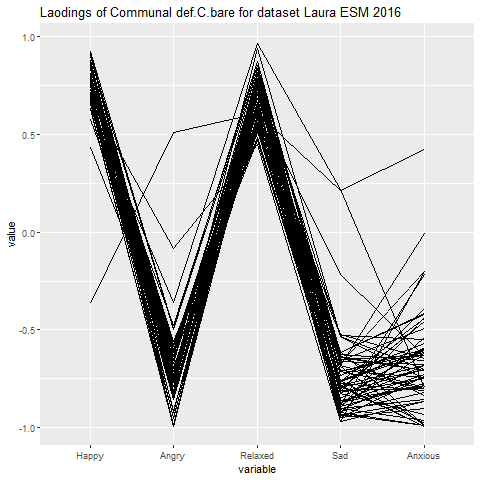 Laodings of Communal def.C.bare for dataset Laura ESM 2016
1.0
0.5
0.0
-0.5
-1.0
value
Happy Angry Relaxed Sad Anxious
variable